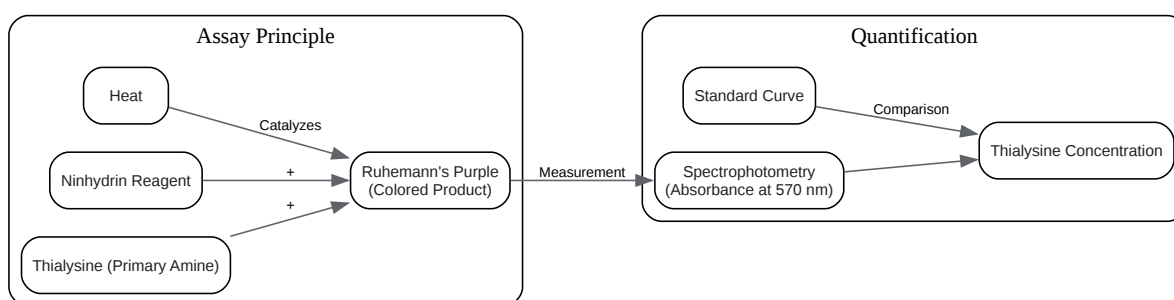 Assay Principle
Heat
Catalyzes
Ninhydrin Reagent
+
Ruhemann's Purple
(Colored Product)
+
Thialysine (Primary Amine)
Measurement
Quantification
Standard Curve
Comparison
Spectrophotometry
(Absorbance at 570 nm)
Thialysine Concentration